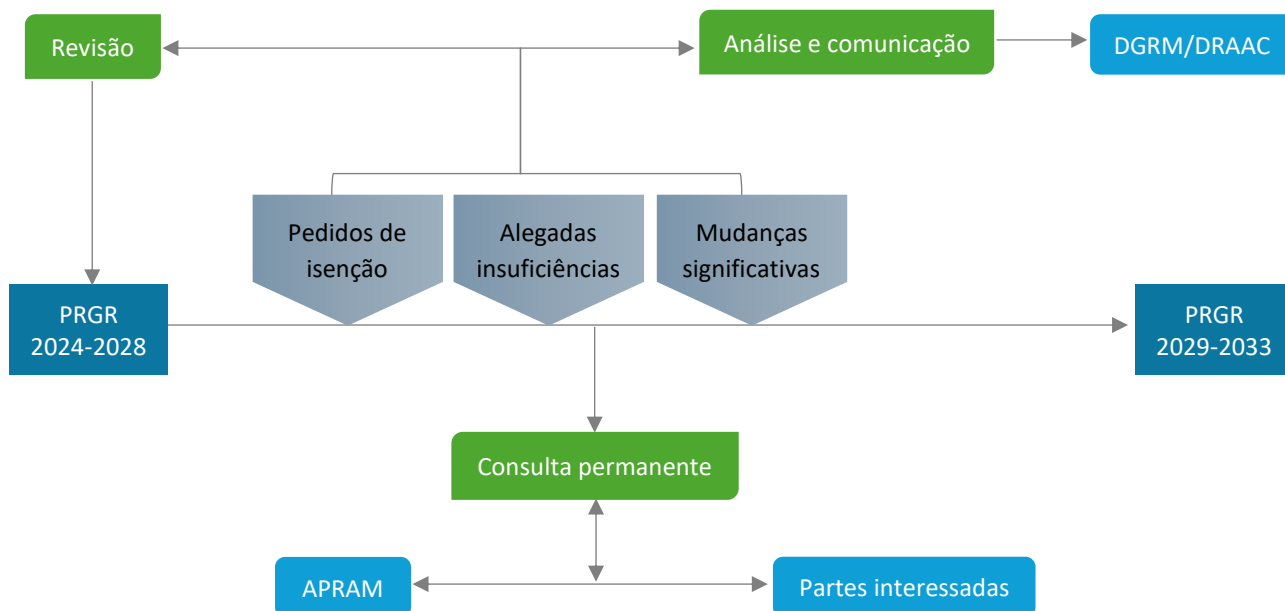 Revisão
Análise e comunicação
DGRM/DRAAC
Pedidos de
isenção
Alegadas
insuficiências
Mudanças
significativas
PRGR
2024-2028
PRGR
2029-2033
Consulta permanente
APRAM
Partes interessadas